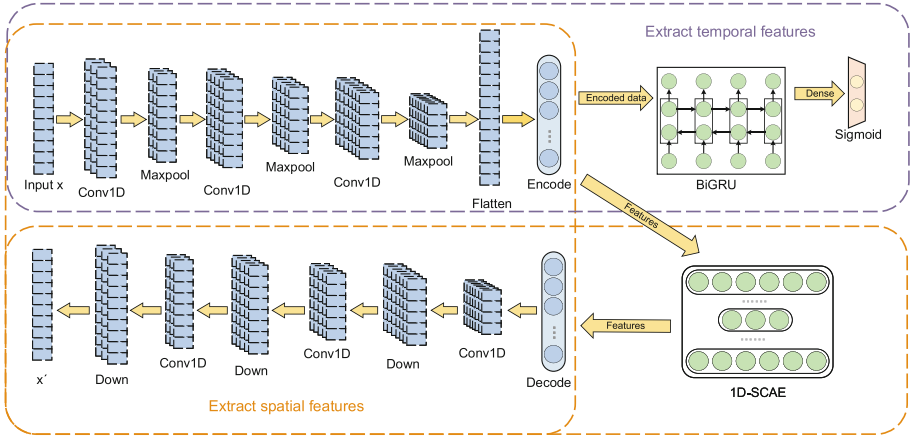 Extract temporal features
Input x
Conv1D
Maxpool
Conv1D
Maxpool
Conv1D
Maxpool
Flatten
Encode
Encoded data
BiGRU
Dense
Sigmoid
Features
1D-SCAE
Features
Decode
Conv1D
Down
Conv1D
Down
Conv1D
Down
x´
Extract spatial features